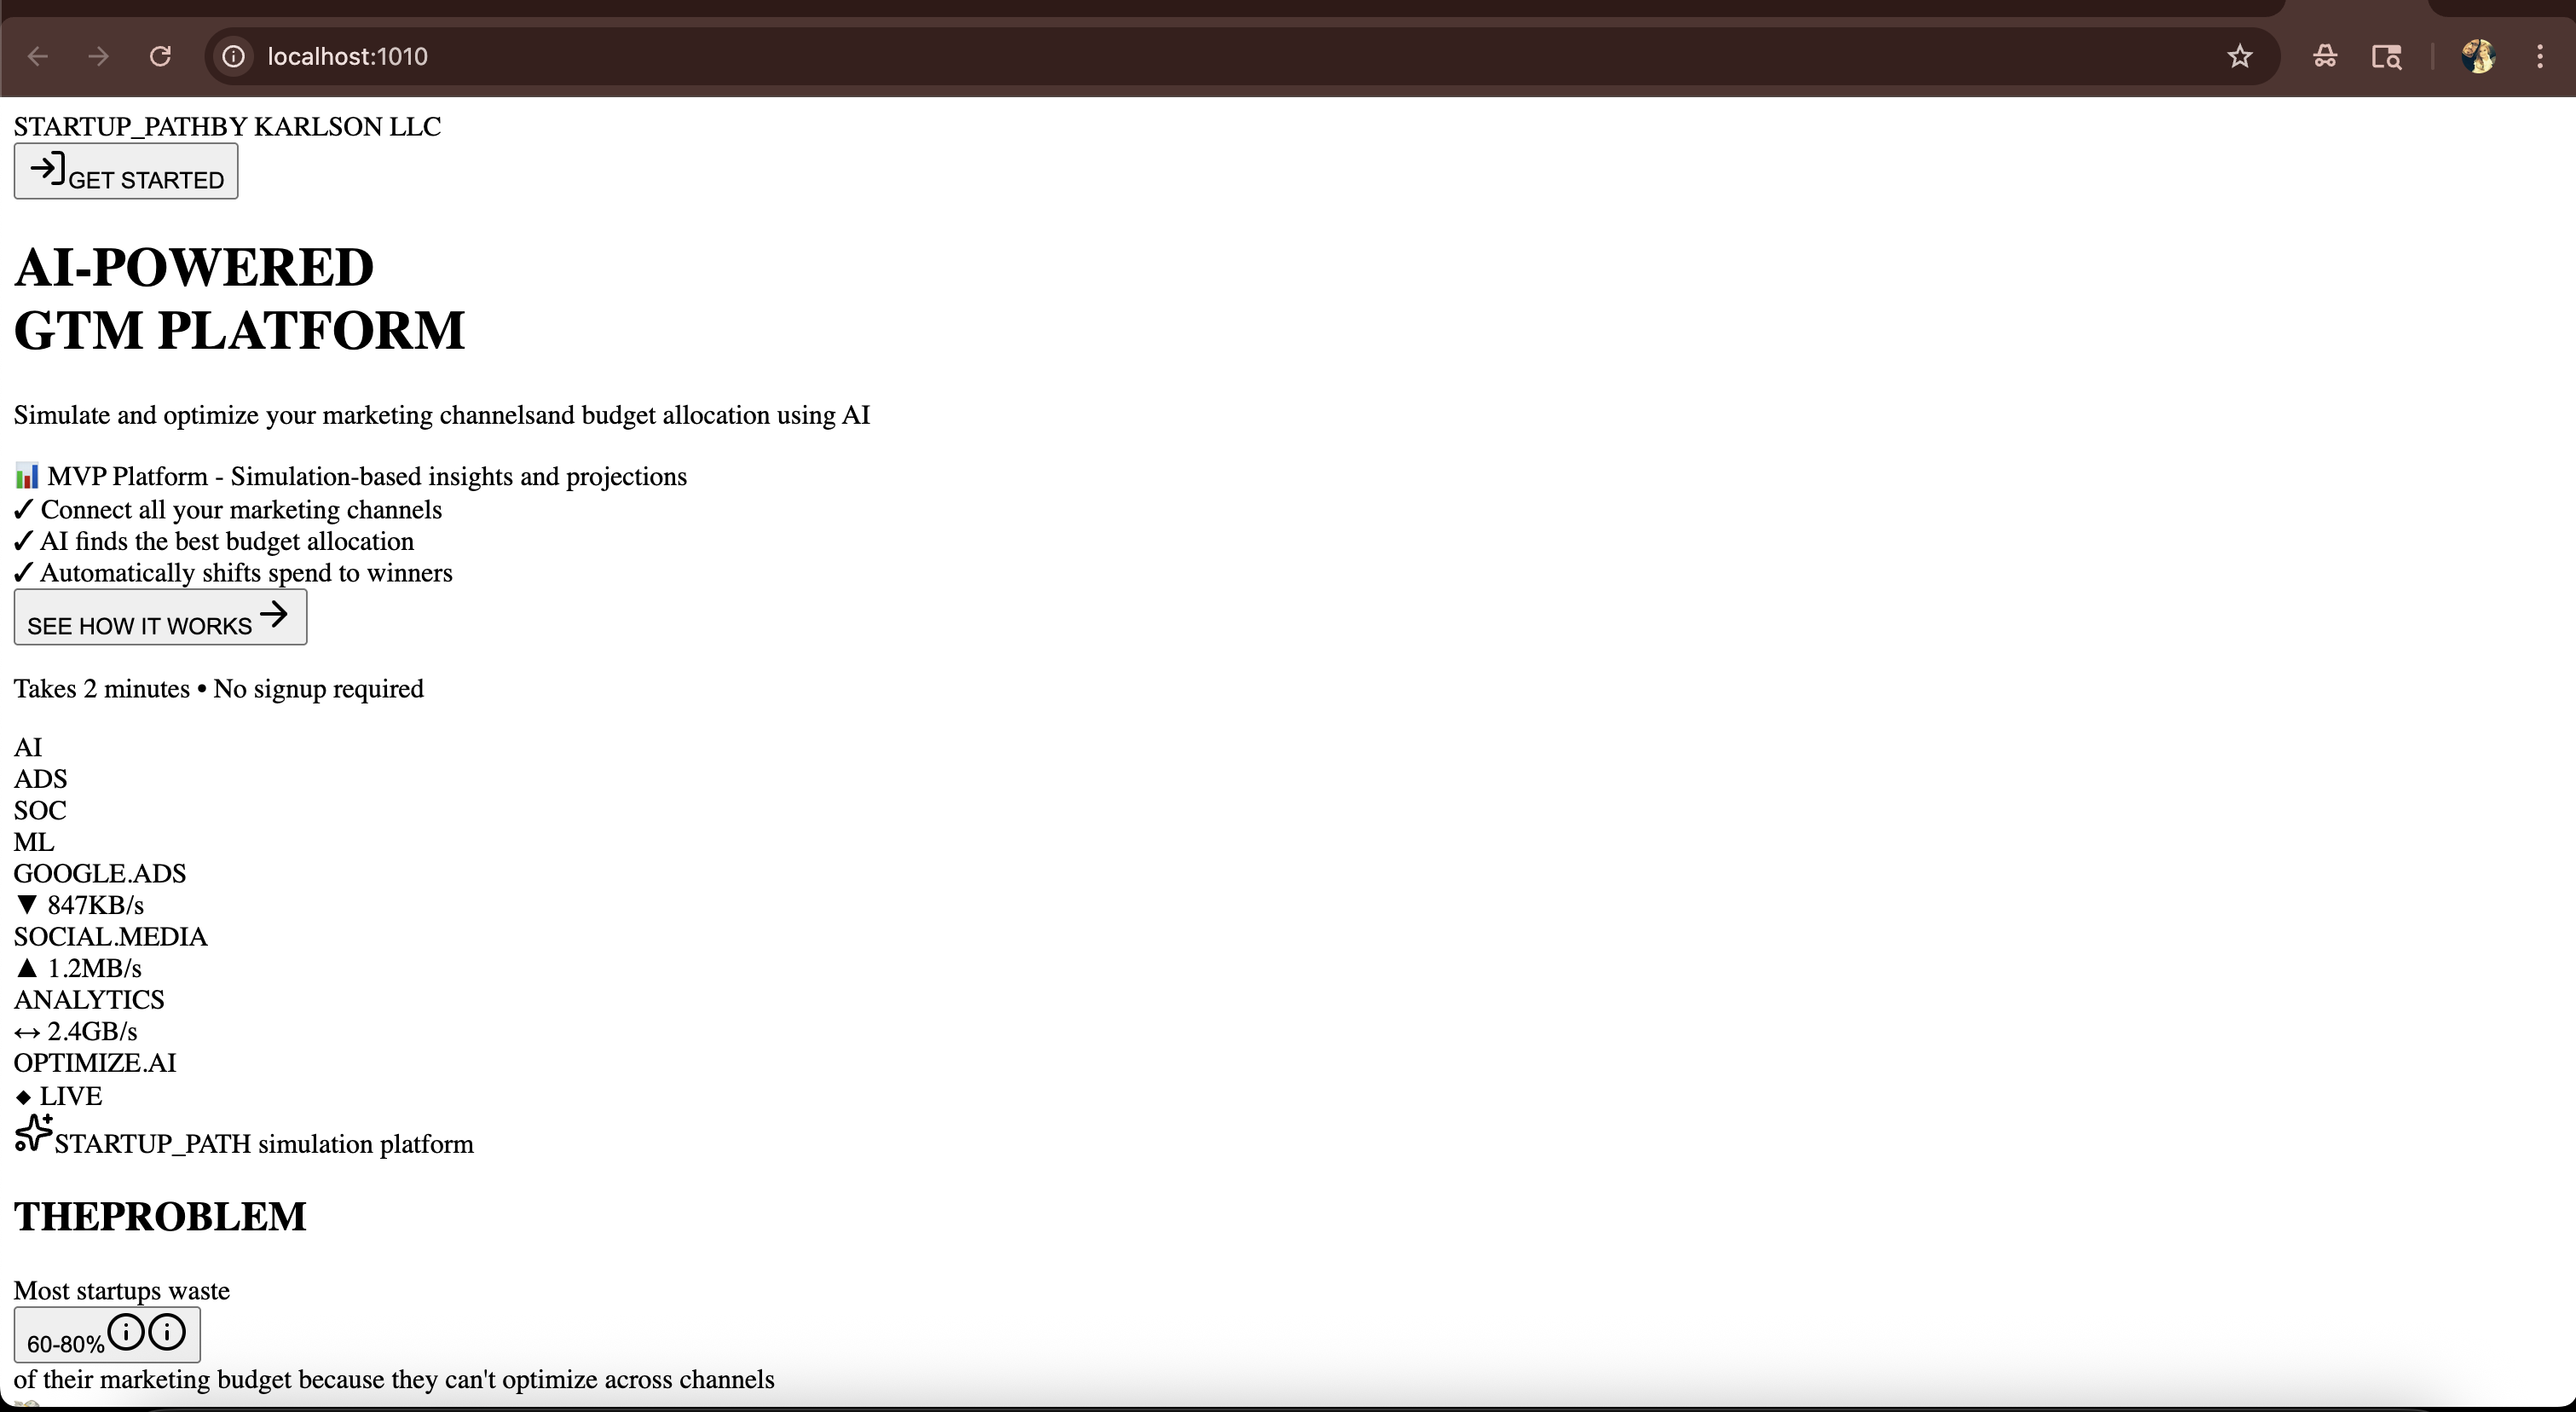 localhost:1010
STARTUP_PATHBY KARLSON LLC
GET STARTED
AI-POWERED
GTM PLATFORM
Simulate and optimize your marketing channelsand budget allocation using AI
📊 MVP Platform - Simulation-based insights and projections
✓ Connect all your marketing channels
✓ AI finds the best budget allocation
✓ Automatically shifts spend to winners
SEE HOW IT WORKS
Takes 2 minutes • No signup required
AI
ADS
SOC
ML
GOOGLE.ADS
▼ 847KB/s
SOCIAL.MEDIA
▲ 1.2MB/s
ANALYTICS
↔ 2.4GB/s
OPTIMIZE.AI
◆ LIVE
STARTUP_PATH simulation platform
THEPROBLEM
Most startups waste
60-80%
of their marketing budget because they can't optimize across channels